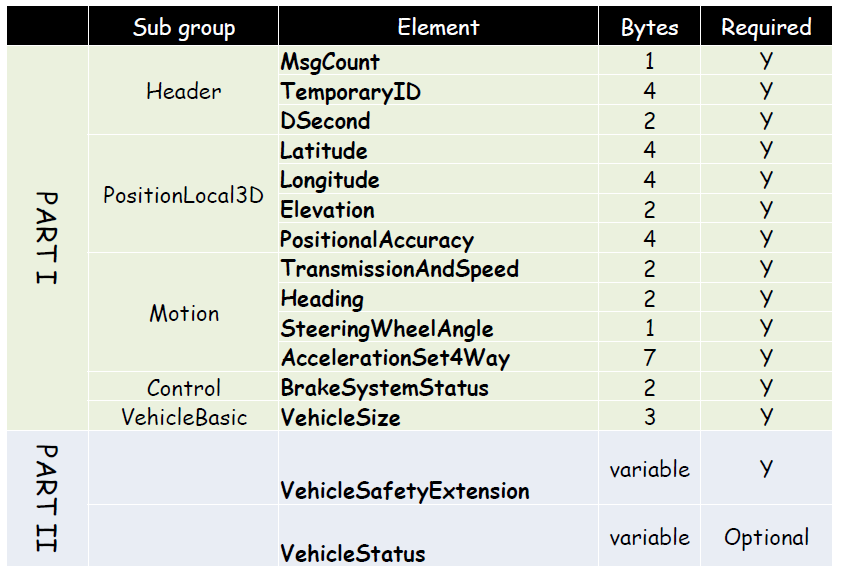 Sub group Element Bytes Required
PART I
Header
MsgCount 1 Y
TemporaryID 4 Y
DSecond 2 Y
PositionLocal3D
Latitude 4 Y
Longitude 4 Y
Elevation 2 Y
PositionalAccuracy 4 Y
Motion
TransmissionAndSpeed 2 Y
Heading 2 Y
SteeringWheelAngle 1 Y
AccelerationSet4Way 7 Y
Control BrakeSystemStatus 2 Y
VehicleBasic VehicleSize 3 Y
PART II
VehicleSafetyExtension variable Y
VehicleStatus variable Optional